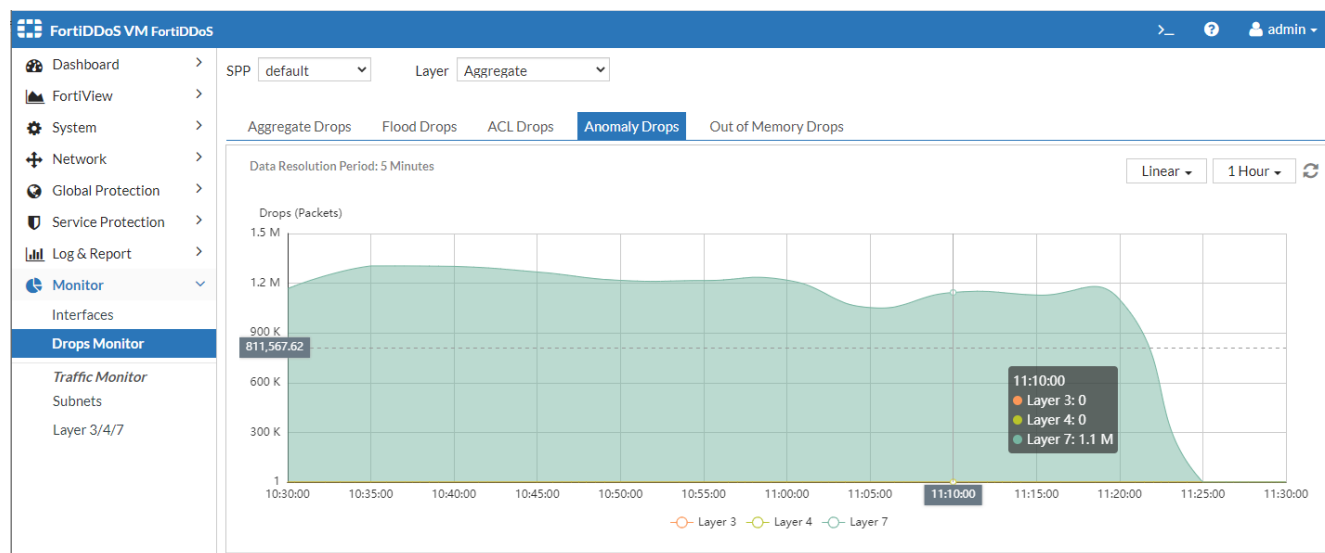 FortiDDoS VM FortiDDoS
>_ ? admin
Dashboard
FortiView
System
Network
Global Protection
Service Protection
Log & Report
Monitor
Interfaces
Drops Monitor
Traffic Monitor
Subnets
Layer 3/4/7
SPP default Layer Aggregate
Aggregate Drops Flood Drops ACL Drops Anomaly Drops Out of Memory Drops
Data Resolution Period: 5 Minutes
Linear 1 Hour
Drops (Packets)
1.5 M
1.2 M
900 K
811,567.62
600 K
300 K
1
11:10:00
Layer 3: 0
Layer 4: 0
Layer 7: 1.1 M
10:30:00 10:35:00 10:40:00 10:45:00 10:50:00 10:55:00 11:00:00 11:05:00 11:10:00 11:15:00 11:20:00 11:25:00 11:30:00
Layer 3 Layer 4 Layer 7